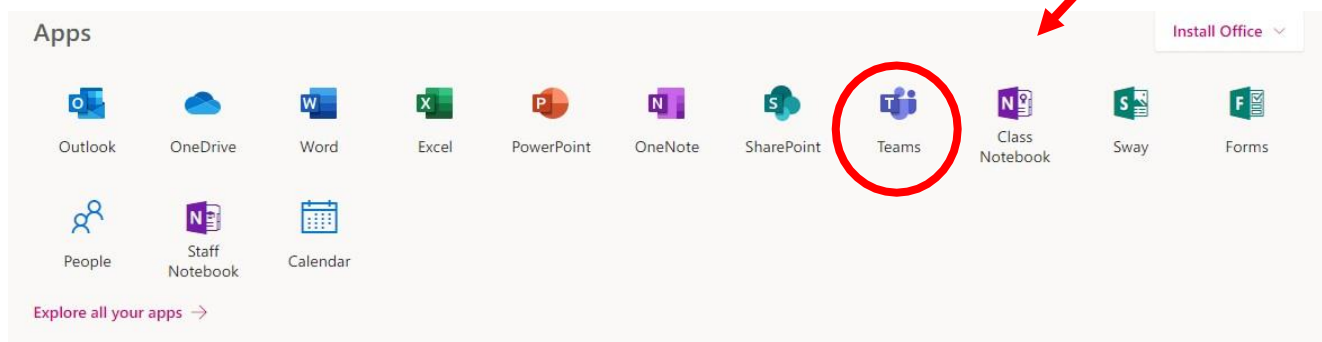 Apps
Install Office
Outlook
OneDrive
Word
Excel
PowerPoint
OneNote
SharePoint
Teams
Class
Notebook
Sway
Forms
People
Staff
Notebook
Calendar
Explore all your apps →